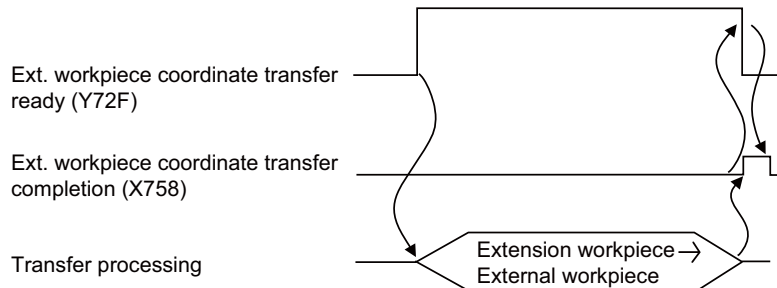 Ext. workpiece coordinate transfer
ready (Y72F)
Ext. workpiece coordinate transfer
completion (X758)
Transfer processing
Extension workpiece →
External workpiece